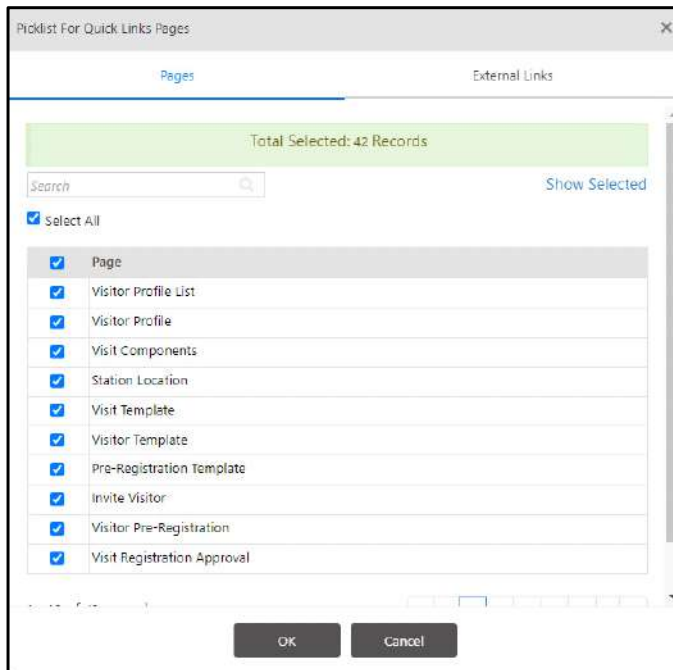 Picklist For Quick Links Pages
Pages External Links
Total Selected: 42 Records
Search Show Selected
Select All
Page
Visitor Profile List
Visitor Profile
Visit Components
Station Location
Visit Template
Visitor Template
Pre-Registration Template
Invite Visitor
Visitor Pre-Registration
Visit Registration Approval
OK Cancel